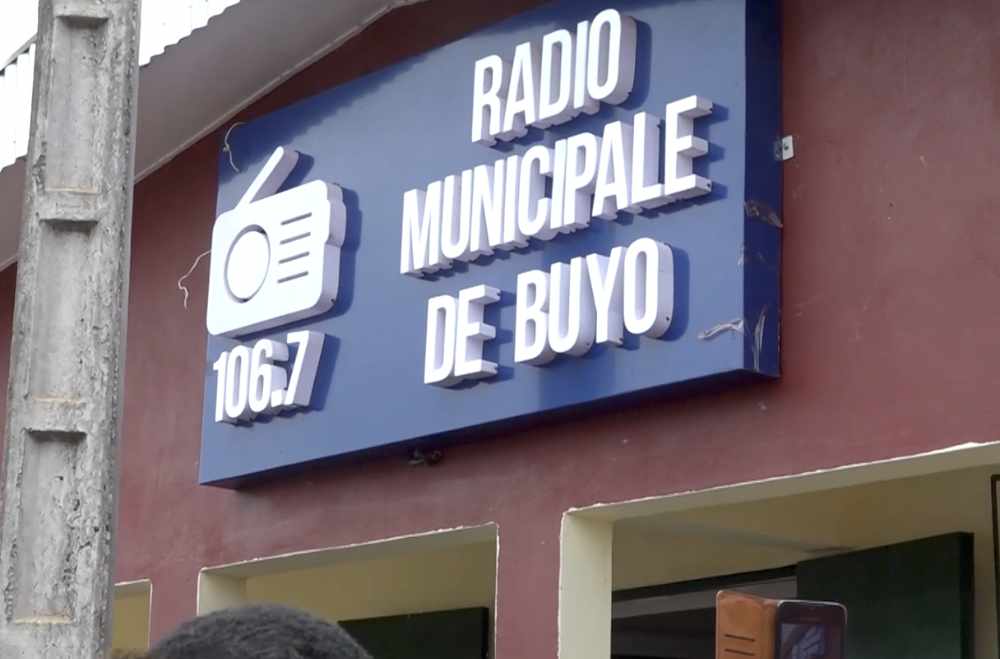 RADIO
MUNICIPALE
DE BUYO
106.7